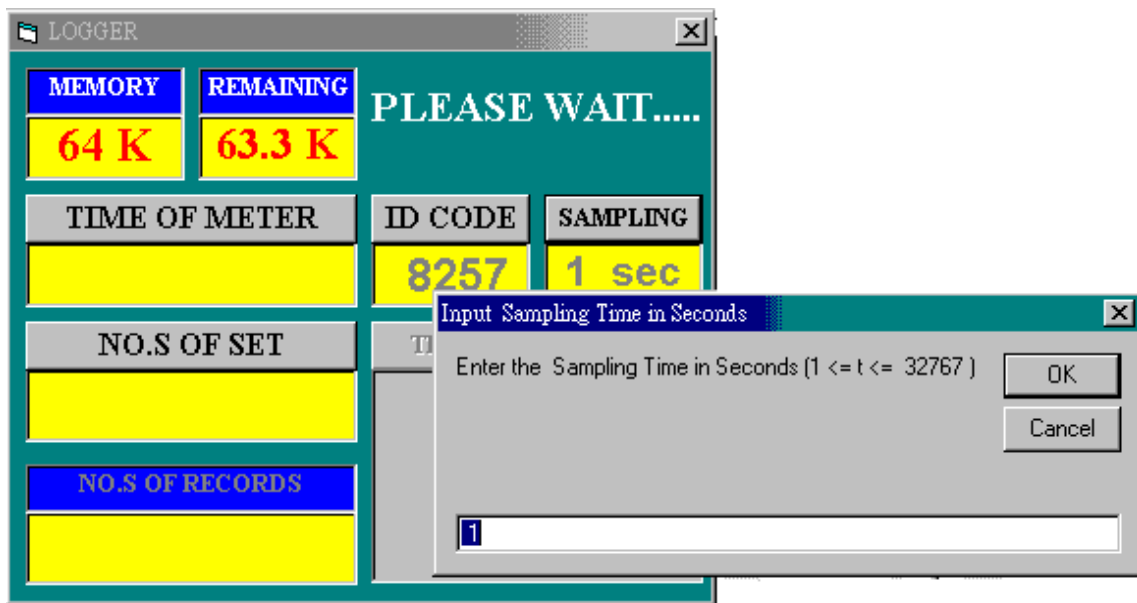 LOGGER
MEMORY
REMAINING
64 K
63.3 K
PLEASE WAIT.....
TIME OF METER
ID CODE
SAMPLING
8257
1 sec
NO.S OF SET
NO.S OF RECORDS
Input Sampling Time in Seconds
Enter the Sampling Time in Seconds (1 <= t <= 32767 )
OK
Cancel
1